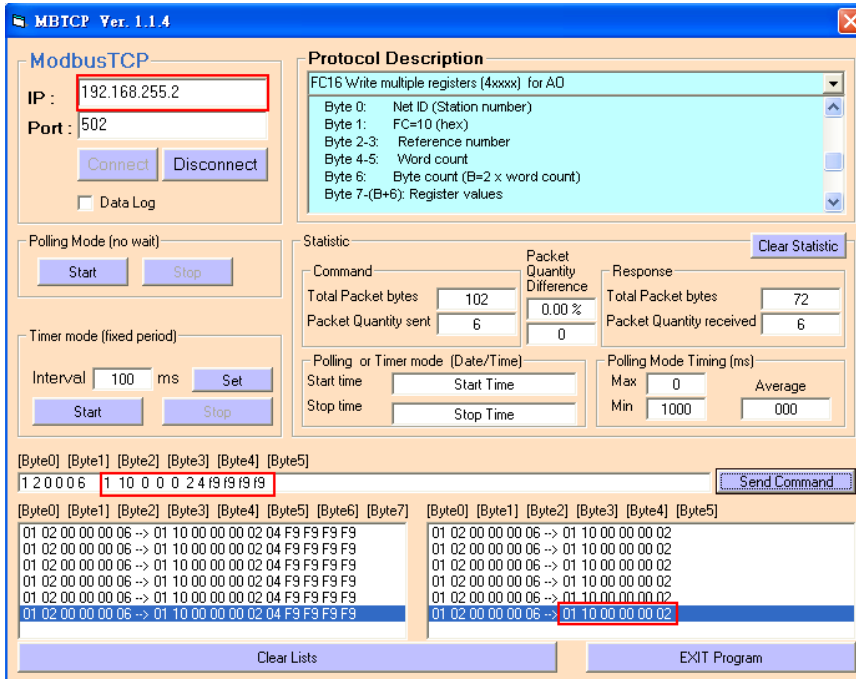 MBTCP Ver. 1.1.4
ModbusTCP
IP : 192.168.255.2
Port : 502
Connect Disconnect
Data Log
Protocol Description
FC16 Write multiple registers (4xxxx) for AO
Byte 0: Net ID (Station number)
Byte 1: FC=10 (hex)
Byte 2-3: Reference number
Byte 4-5: Word count
Byte 6: Byte count (B=2 x word count)
Byte 7-(B+6): Register values
Polling Mode (no wait)
Start Stop
Timer mode (fixed period)
Interval 100 ms Set
Start Stop
Statistic
Clear Statistic
Command
Total Packet bytes 102
Packet Quantity sent 6
Packet
Quantity
Difference
0.00 %
0
Response
Total Packet bytes 72
Packet Quantity received 6
Polling or Timer mode (Date/Time)
Start time Start Time
Stop time Stop Time
Polling Mode Timing (ms)
Max 0 Average
Min 1000 000
[Byte0] [Byte1] [Byte2] [Byte3] [Byte4] [Byte5]
1 2 0 0 0 6 1 10 0 0 0 2 4 f9 f9 f9 f9
Send Command
[Byte0] [Byte1] [Byte2] [Byte3] [Byte4] [Byte5] [Byte6] [Byte7]
01 02 00 00 00 06 --> 01 10 00 00 00 02 04 F9 F9 F9 F9
01 02 00 00 00 06 --> 01 10 00 00 00 02 04 F9 F9 F9 F9
01 02 00 00 00 06 --> 01 10 00 00 00 02 04 F9 F9 F9 F9
01 02 00 00 00 06 --> 01 10 00 00 00 02 04 F9 F9 F9 F9
01 02 00 00 00 06 --> 01 10 00 00 00 02 04 F9 F9 F9 F9
01 02 00 00 00 06 --> 01 10 00 00 00 02 04 F9 F9 F9 F9
[Byte0] [Byte1] [Byte2] [Byte3] [Byte4] [Byte5]
01 02 00 00 00 06 --> 01 10 00 00 00 02
01 02 00 00 00 06 --> 01 10 00 00 00 02
01 02 00 00 00 06 --> 01 10 00 00 00 02
01 02 00 00 00 06 --> 01 10 00 00 00 02
01 02 00 00 00 06 --> 01 10 00 00 00 02
01 02 00 00 00 06 --> 01 10 00 00 00 02
Clear Lists
EXIT Program